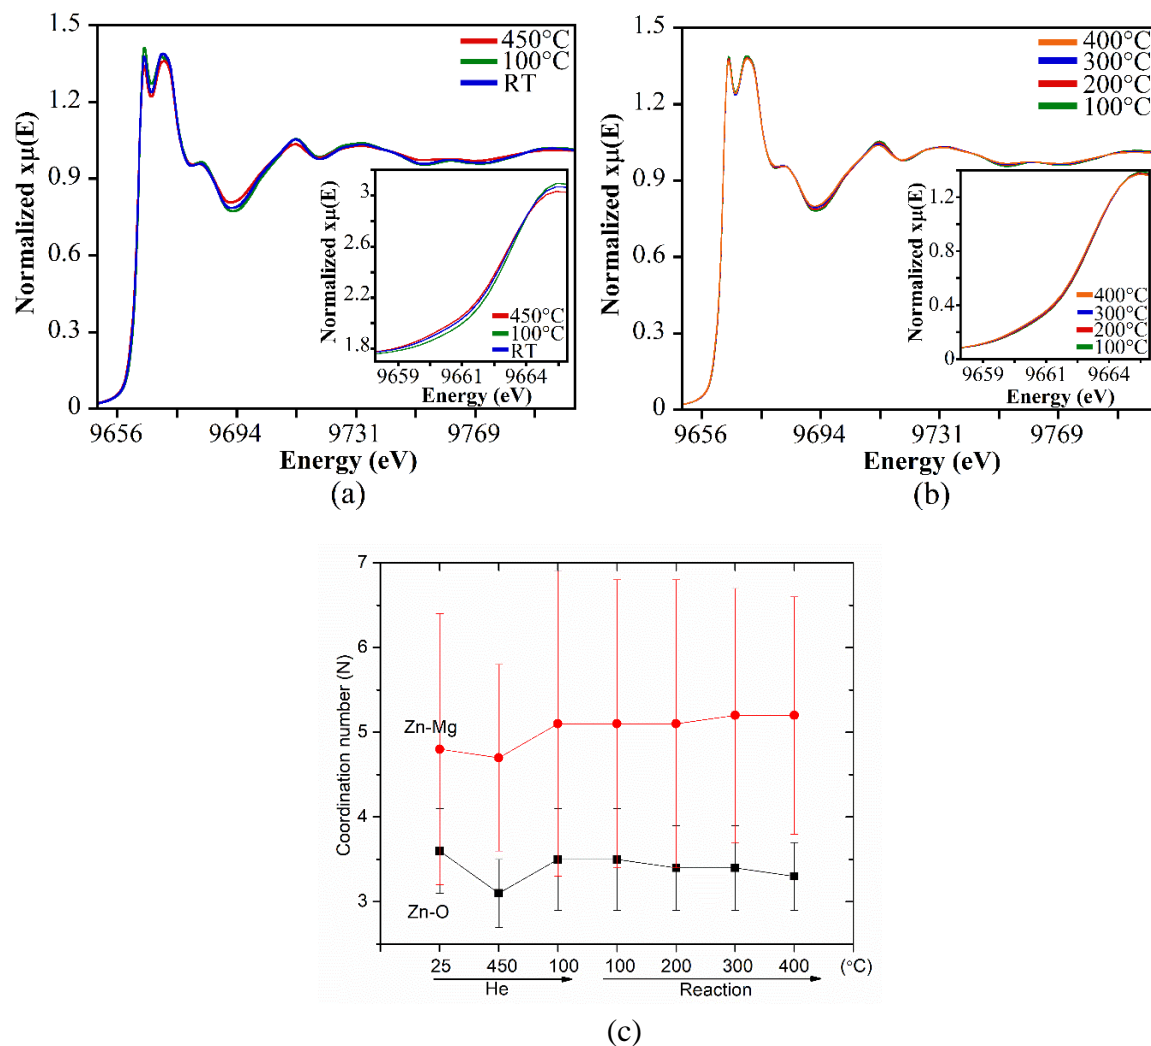 1.5
1.2
0.9
0.6
0.3
0
Normalized xμ(E)
450°C
100°C
RT
3
2.6
2.2
1.8
Normalized xμ(E)
450°C
100°C
RT
9659 9661 9664
Energy (eV)
9656 9694 9731 9769
Energy (eV)
(a)
1.5
1.2
0.9
0.6
0.3
0
Normalized xμ(E)
400°C
300°C
200°C
100°C
1.2
0.8
0.4
0
Normalized xμ(E)
400°C
300°C
200°C
100°C
9659 9661 9664
Energy (eV)
9656 9694 9731 9769
Energy (eV)
(b)
7
6
5
4
3
Coordination number (N)
Zn-Mg
Zn-O
25 450 100 100 200 300 400 (°C)
He Reaction
(c)